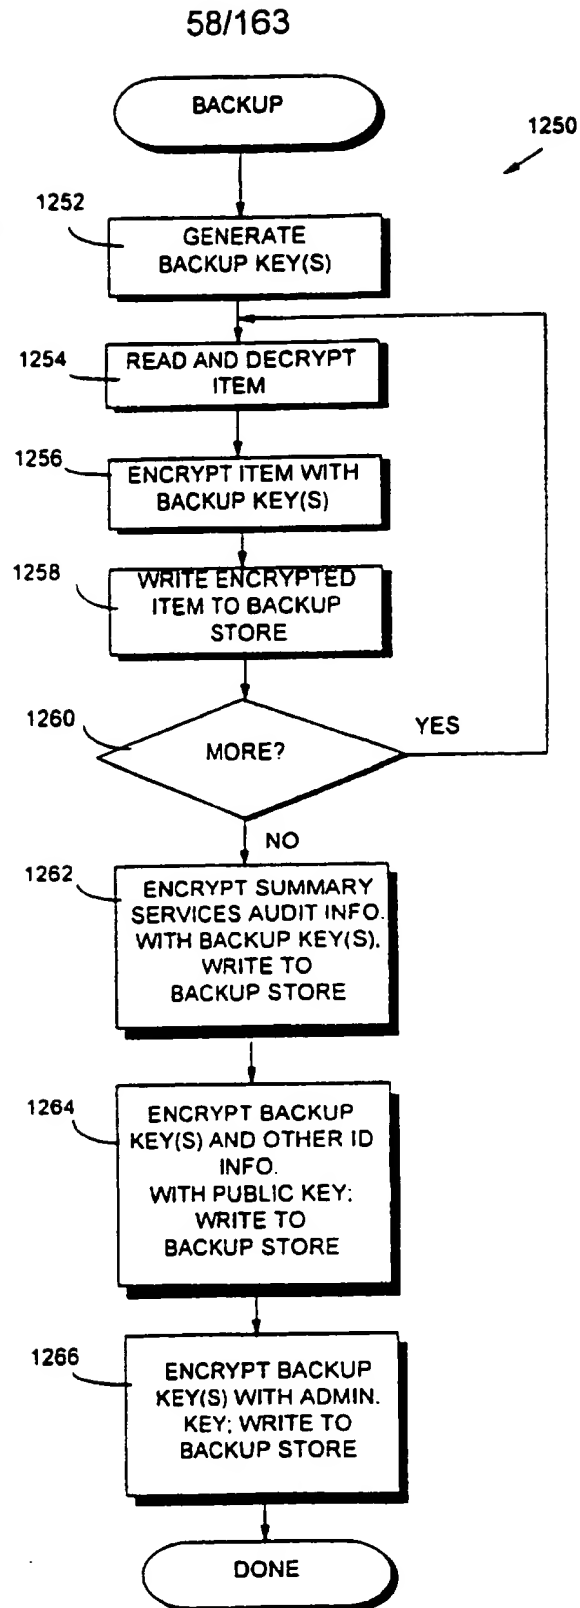 58/163
BACKUP
1250
1252
GENERATE
BACKUP KEY(S)
1254
READ AND DECRYPT
ITEM
1256
ENCRYPT ITEM WITH
BACKUP KEY(S)
1258
WRITE ENCRYPTED
ITEM TO BACKUP
STORE
1260
MORE?
YES
NO
1262
ENCRYPT SUMMARY
SERVICES AUDIT INFO.
WITH BACKUP KEY(S).
WRITE TO
BACKUP STORE
1264
ENCRYPT BACKUP
KEY(S) AND OTHER ID
INFO.
WITH PUBLIC KEY;
WRITE TO
BACKUP STORE
1266
ENCRYPT BACKUP
KEY(S) WITH ADMIN.
KEY; WRITE TO
BACKUP STORE
DONE